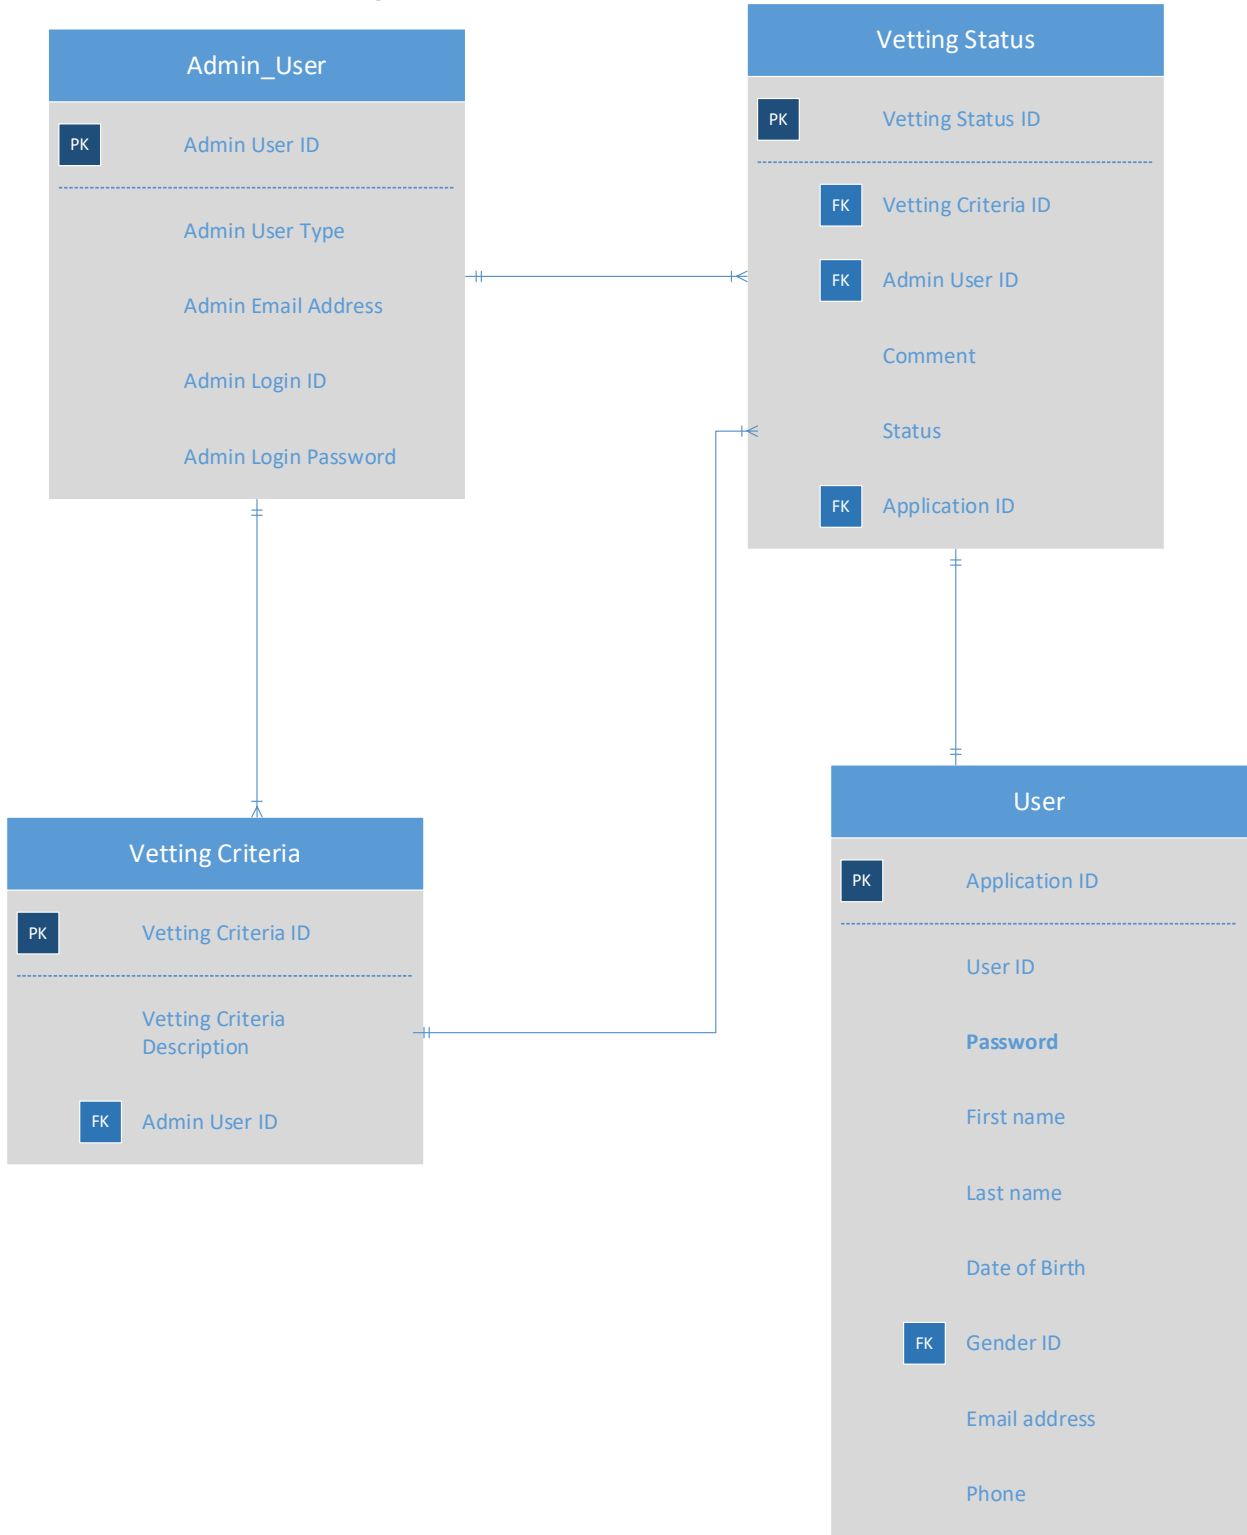 Admin_User
PK
Admin User ID
Admin User Type
Admin Email Address
Admin Login ID
Admin Login Password
Vetting Status
PK
Vetting Status ID
FK
Vetting Criteria ID
FK
Admin User ID
Comment
Status
FK
Application ID
Vetting Criteria
PK
Vetting Criteria ID
Vetting Criteria
Description
FK
Admin User ID
User
PK
Application ID
User ID
Password
First name
Last name
Date of Birth
FK
Gender ID
Email address
Phone